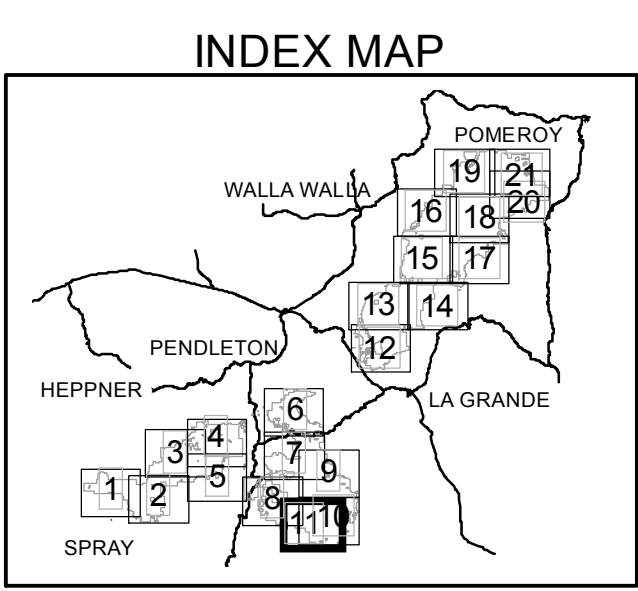 INDEX MAP
POMEROY
19 21
WALLA WALLA
16 18 20
15 17
13 14
PENDLETON 12
HEPPNER
LA GRANDE
6
4
3 7
9
5
1 2 8
11 10
SPRAY